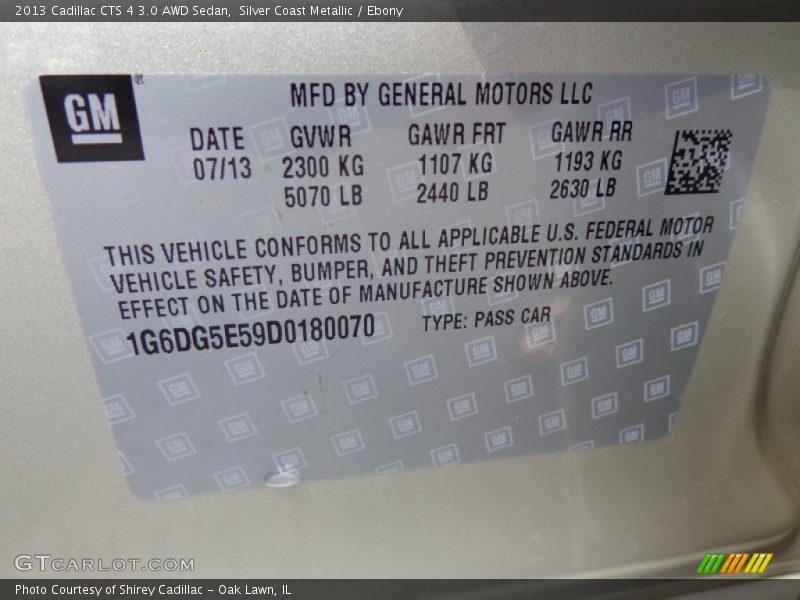 2013 Cadillac CTS 4 3.0 AWD Sedan,  Silver Coast Metallic / Ebony
GM
MFD BY GENERAL MOTORS LLC
DATE GVWR GAWR FRT GAWR RR
07/13 2300 KG 1107 KG 1193 KG
5070 LB 2440 LB 2630 LB
THIS VEHICLE CONFORMS TO ALL APPLICABLE U.S. FEDERAL MOTOR
VEHICLE SAFETY, BUMPER, AND THEFT PREVENTION STANDARDS IN
EFFECT ON THE DATE OF MANUFACTURE SHOWN ABOVE.
1G6DG5E59D0180070 TYPE: PASS CAR
GTCARLOT.COM
Photo Courtesy of Shirey Cadillac – Oak Lawn, IL